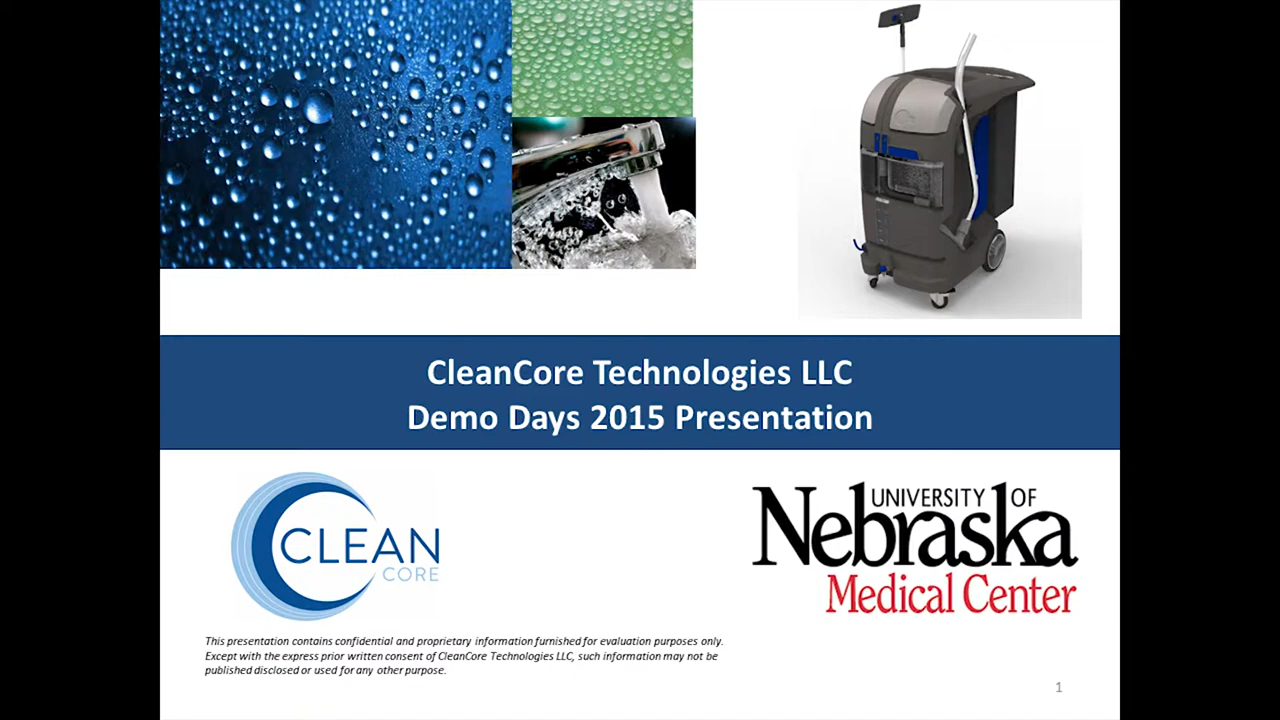 CleanCore Technologies LLC
Demo Days 2015 Presentation
CLEAN
CORE
UNIVERSITY OF
Nebraska
Medical Center
This presentation contains confidential and proprietary information furnished for evaluation purposes only.
Except with the express prior written consent of CleanCore Technologies LLC, such information may not be
published disclosed or used for any other purpose.
1